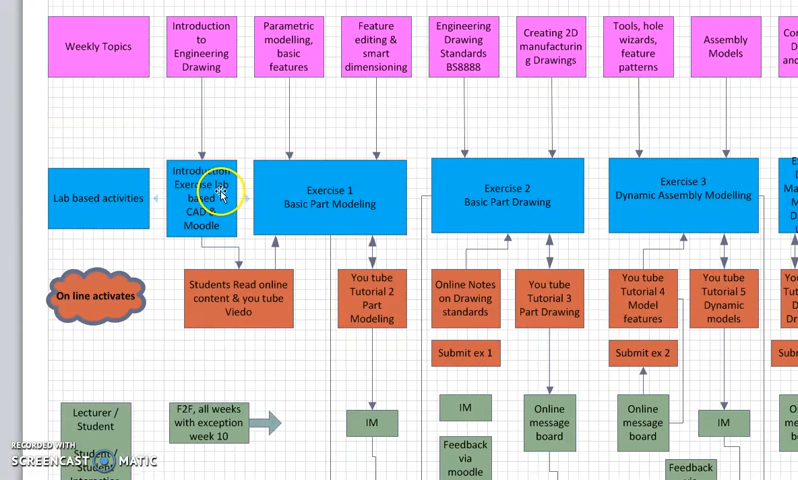 Weekly Topics
Introduction
to
Engineering
Drawing
Parametric
modelling,
basic
features
Feature
editing &
smart
dimensioning
Engineering
Drawing
Standards
BS8888
Creating 2D
manufacturin
g Drawings
Tools, hole
wizards,
feature
patterns
Assembly
Models
Lab based activities
Introduction
Exercise lab
based
CAD &
Moodle
Exercise 1
Basic Part Modeling
Exercise 2
Basic Part Drawing
Exercise 3
Dynamic Assembly Modelling
On line activates
Students Read online
content & you tube
Viedo
You tube
Tutorial 2
Part
Modeling
Online Notes
on Drawing
standards
You tube
Tutorial 3
Part Drawing
You tube
Tutorial 4
Model
features
You tube
Tutorial 5
Dynamic
models
Submit ex 1
Submit ex 2
Lecturer /
Student
Student /
Student
F2F, all weeks
with exception
week 10
IM
IM
Feedback
via
moodle
Online
message
board
Online
message
board
IM
Feedback
RECORDED WITH
SCREENCAST MATIC